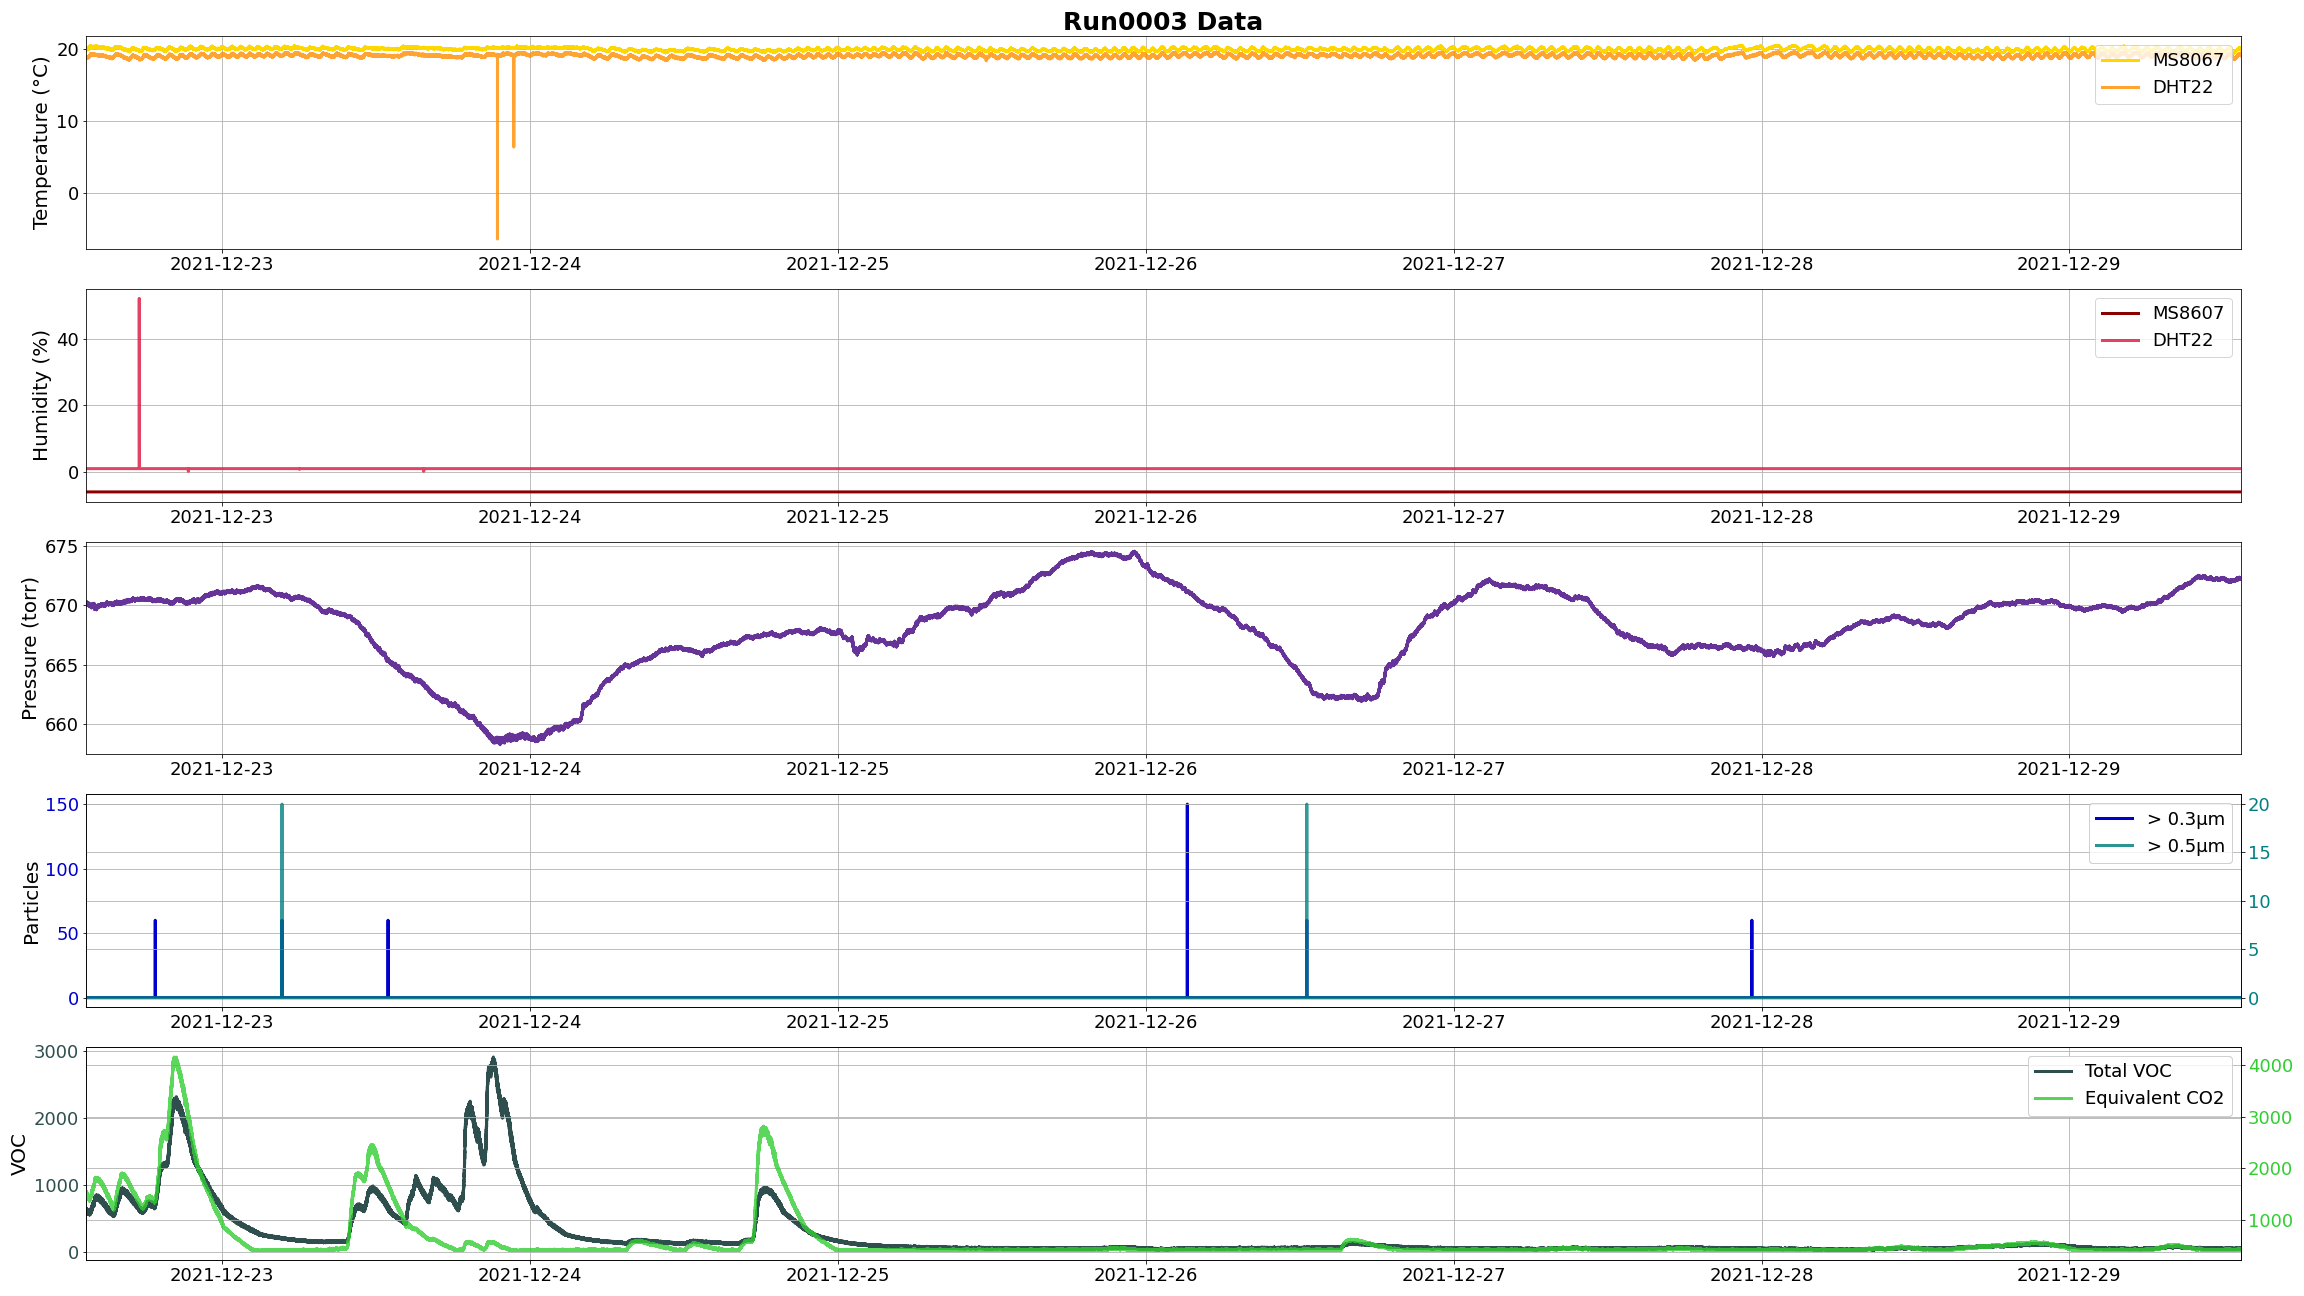 Run0003 Data
Temperature (°C)
20
10
0
MS8067
DHT22
2021-12-23 2021-12-24 2021-12-25 2021-12-26 2021-12-27 2021-12-28 2021-12-29
Humidity (%)
40
20
0
MS8607
DHT22
2021-12-23 2021-12-24 2021-12-25 2021-12-26 2021-12-27 2021-12-28 2021-12-29
Pressure (torr)
675
670
665
660
2021-12-23 2021-12-24 2021-12-25 2021-12-26 2021-12-27 2021-12-28 2021-12-29
Particles
150
100
50
0
> 0.3μm
> 0.5μm
20
15
10
5
0
2021-12-23 2021-12-24 2021-12-25 2021-12-26 2021-12-27 2021-12-28 2021-12-29
VOC
3000
2000
1000
0
Total VOC
Equivalent CO2
4000
3000
2000
1000
2021-12-23 2021-12-24 2021-12-25 2021-12-26 2021-12-27 2021-12-28 2021-12-29